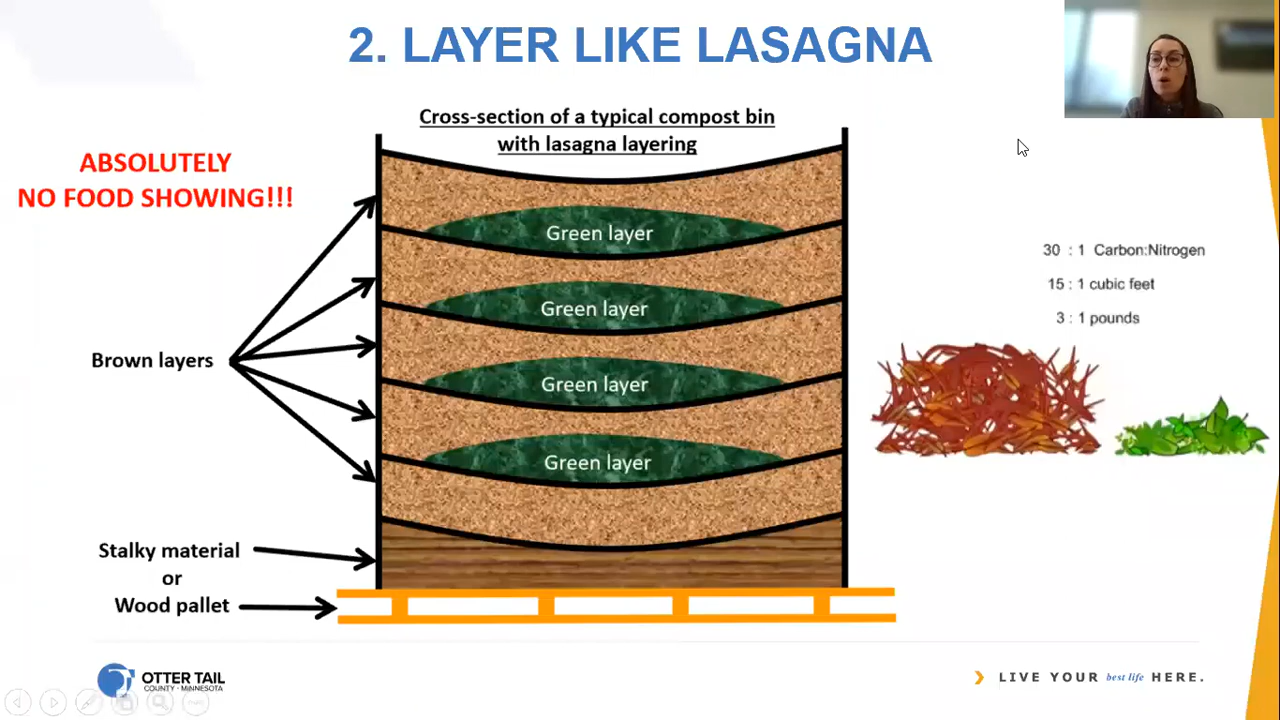 2. LAYER LIKE LASAGNA
Cross-section of a typical compost bin
with lasagna layering
ABSOLUTELY
NO FOOD SHOWING!!!
Green layer
Green layer
Green layer
Green layer
Brown layers
Stalky material
or
Wood pallet
30 : 1 Carbon:Nitrogen
15 : 1 cubic feet
3 : 1 pounds
OTTER TAIL
COUNTY · MINNESOTA
LIVE YOUR best life HERE.